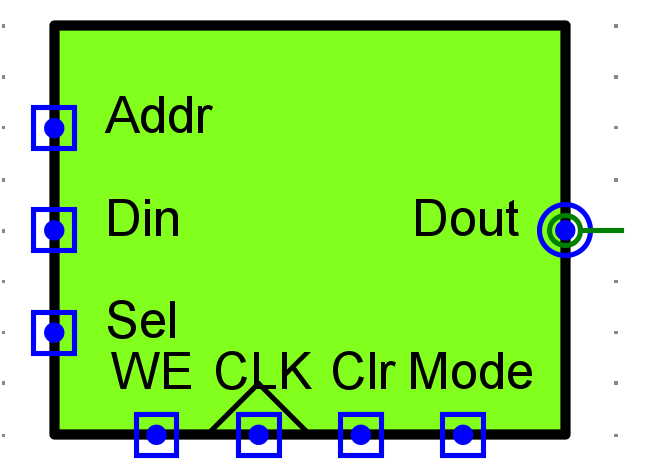 Addr
Din Dout
Sel
WE CLK Clr Mode